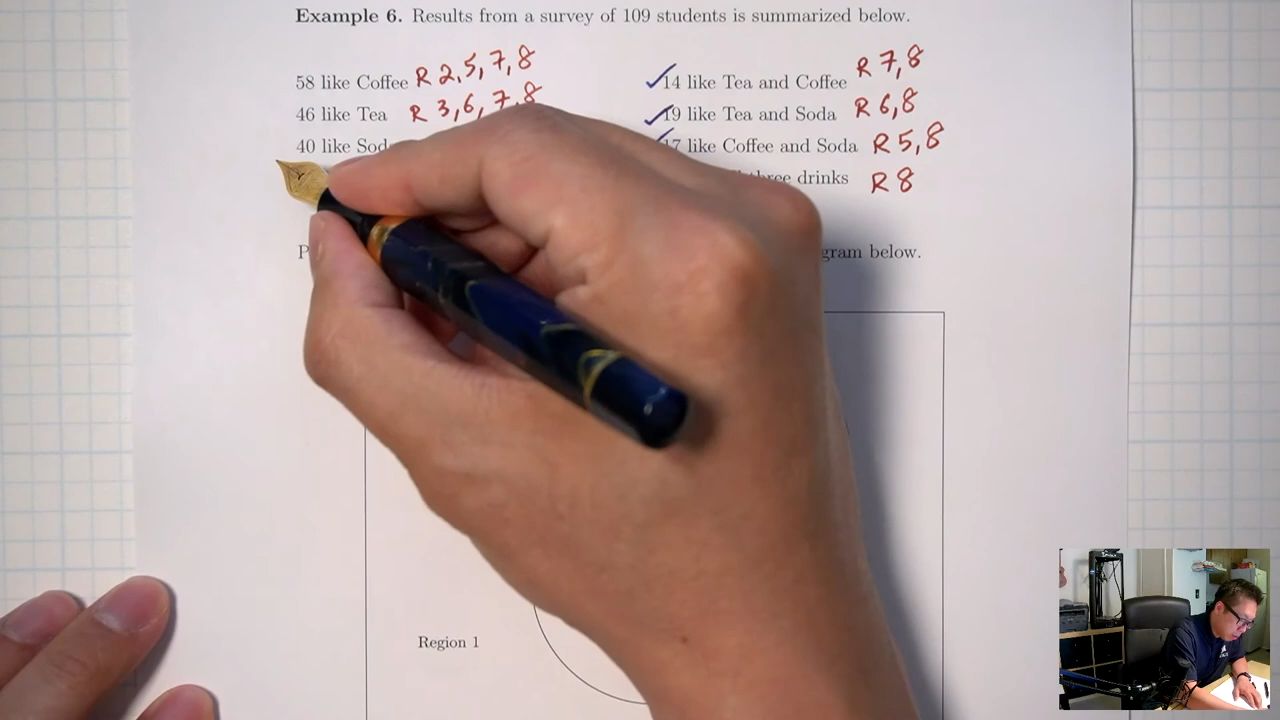 Example 6. Results from a survey of 109 students is summarized below.
58 like Coffee R 2,5,7,8
46 like Tea R 3,6,7,8
40 like Sod
14 like Tea and Coffee R 7,8
19 like Tea and Soda R 6,8
17 like Coffee and Soda R 5,8
three drinks R 8
gram below.
Region 1